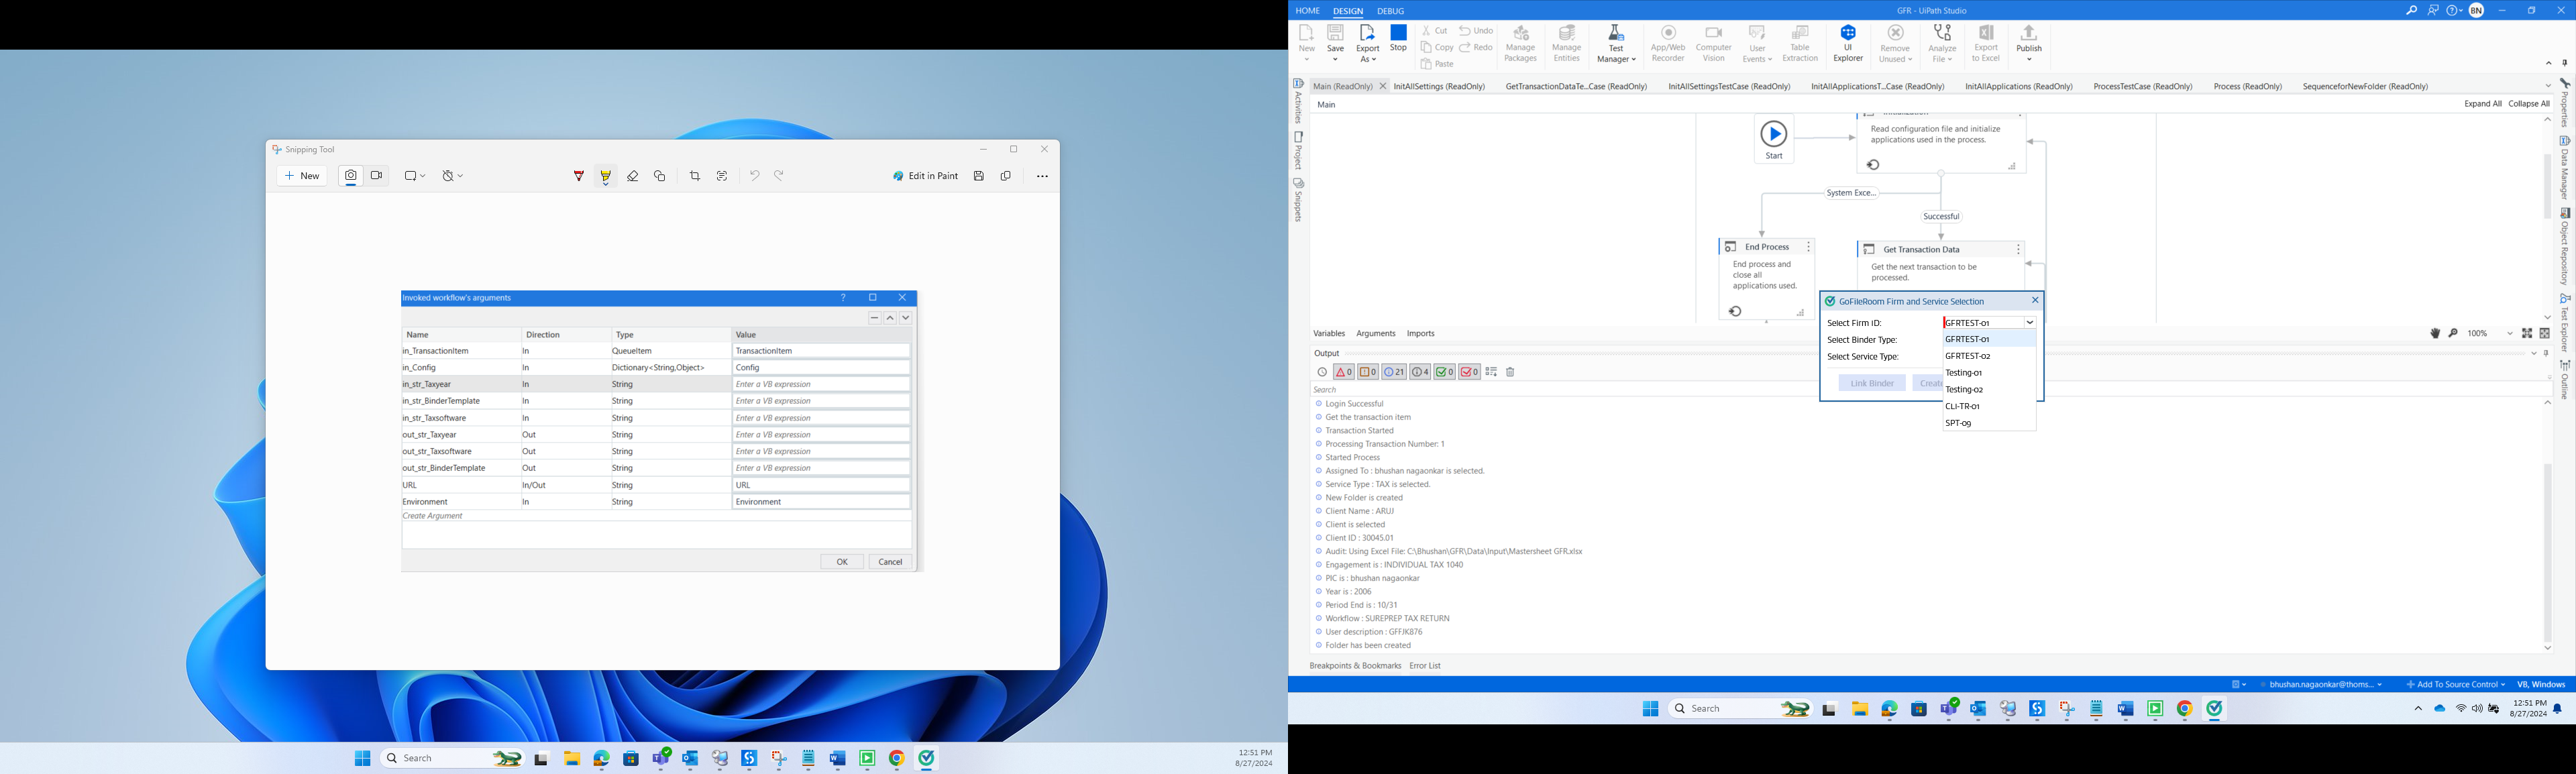 Snipping Tool
New
Edit in Paint
Invoked workflow's arguments
Name Direction Type Value
in_TransactionItem In QueueItem TransactionItem
in_Config In Dictionary<String,Object> Config
in_str_Taxyear In String Enter a VB expression
in_str_BinderTemplate In String Enter a VB expression
in_str_Taxsoftware In String Enter a VB expression
out_str_Taxyear Out String Enter a VB expression
out_str_Taxsoftware Out String Enter a VB expression
out_str_BinderTemplate Out String Enter a VB expression
URL In/Out String URL
Environment In String Environment
Create Argument
OK Cancel
Search
12:51 PM
8/27/2024
HOME DESIGN DEBUG GFR - UiPath Studio BN
New Save Export As Stop Cut Copy Paste Undo Redo Manage Packages Manage Entities Test Manager App/Web Recorder Computer Vision User Events Table Extraction UI Explorer Remove Unused Analyze File Export to Excel Publish
Main (ReadOnly) InitAllSettings (ReadOnly) GetTransactionDataTe...Case (ReadOnly) InitAllSettingsTestCase (ReadOnly) InitAllApplicationsT...Case (ReadOnly) InitAllApplications (ReadOnly) ProcessTestCase (ReadOnly) Process (ReadOnly) SequenceforNewFolder (ReadOnly)
Main Expand All Collapse All
Activities
Project
Snippets
Properties
Data Manager
Object Repository
Test Explorer
Outline
Start
Read configuration file and initialize
applications used in the process.
System Exce...
Successful
End Process
End process and
close all
applications used.
Get Transaction Data
Get the next transaction to be
processed.
GoFileRoom Firm and Service Selection
Select Firm ID: GFRTEST-01
Select Binder Type: GFRTEST-01
Select Service Type: GFRTEST-02
Testing-01
Link Binder Create Testing-02
CLI-TR-01
SPT-09
Variables Arguments Imports 100%
Output
0 0 21 4 0 0
Search
Login Successful
Get the transaction item
Transaction Started
Processing Transaction Number: 1
Started Process
Assigned To : bhushan nagaonkar is selected.
Service Type : TAX is selected.
New Folder is created
Client Name : ARUJ
Client is selected
Client ID : 30045.01
Audit: Using Excel File: C:\Bhushan\GFR\Data\Input\Mastersheet GFR.xlsx
Engagement is : INDIVIDUAL TAX 1040
PIC is : bhushan nagaonkar
Year is : 2006
Period End is : 10/31
Workflow : SUREPREP TAX RETURN
User description : GFFJK876
Folder has been created
Breakpoints & Bookmarks Error List
bhushan.nagaonkar@thoms... Add To Source Control VB, Windows
Search
12:51 PM
8/27/2024